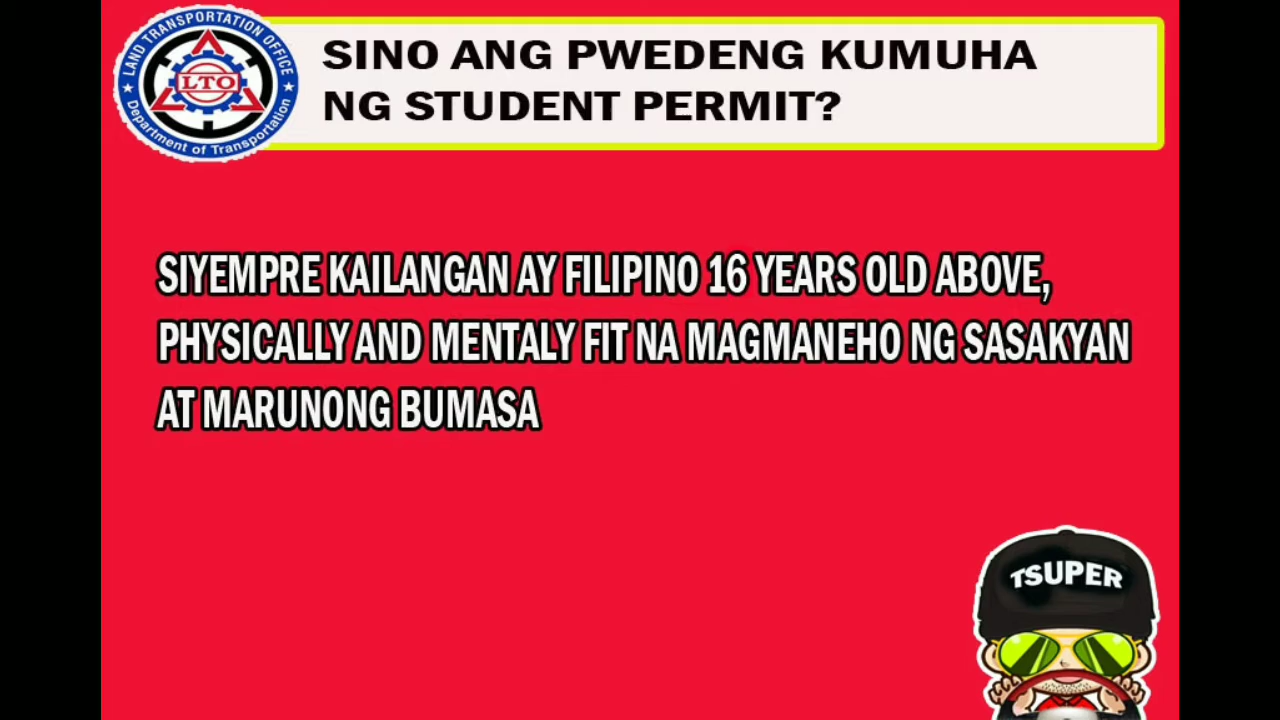 LAND TRANSPORTATION OFFICE
LTO
Department of Transportation
SINO ANG PWEDENG KUMUHA
NG STUDENT PERMIT?
SIYEMPRE KAILANGAN AY FILIPINO 16 YEARS OLD ABOVE,
PHYSICALLY AND MENTALY FIT NA MAGMANEHO NG SASAKYAN
AT MARUNONG BUMASA
TSUPER